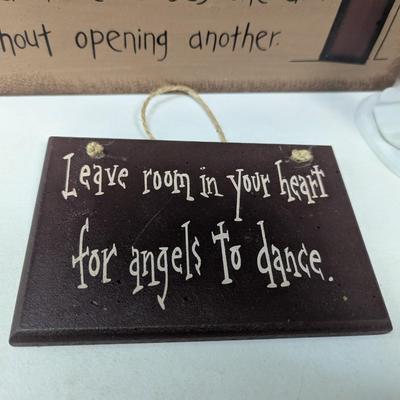 hout opening another.
Leave room in your heart
for angels to dance.